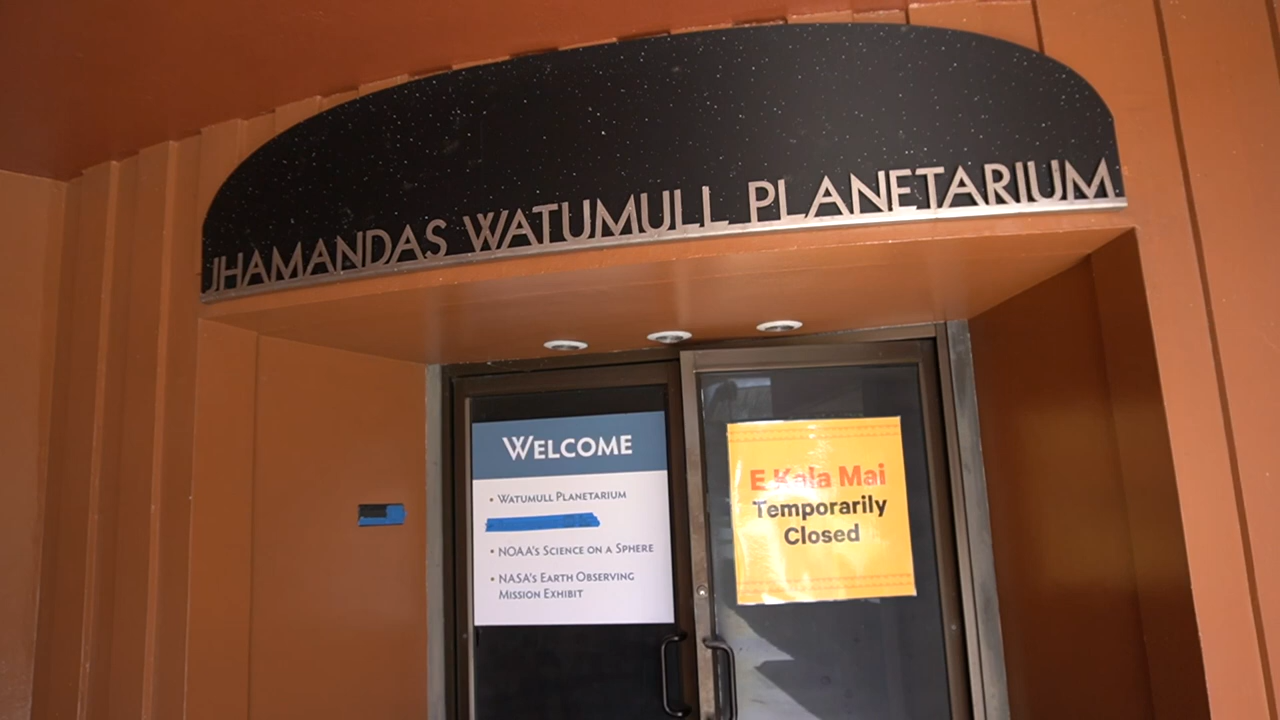 JHAMANDAS WATUMULL PLANETARIUM
WELCOME
• WATUMULL PLANETARIUM
• NOAA'S SCIENCE ON A SPHERE
• NASA'S EARTH OBSERVING
MISSION EXHIBIT
E Kala Mai
Temporarily
Closed